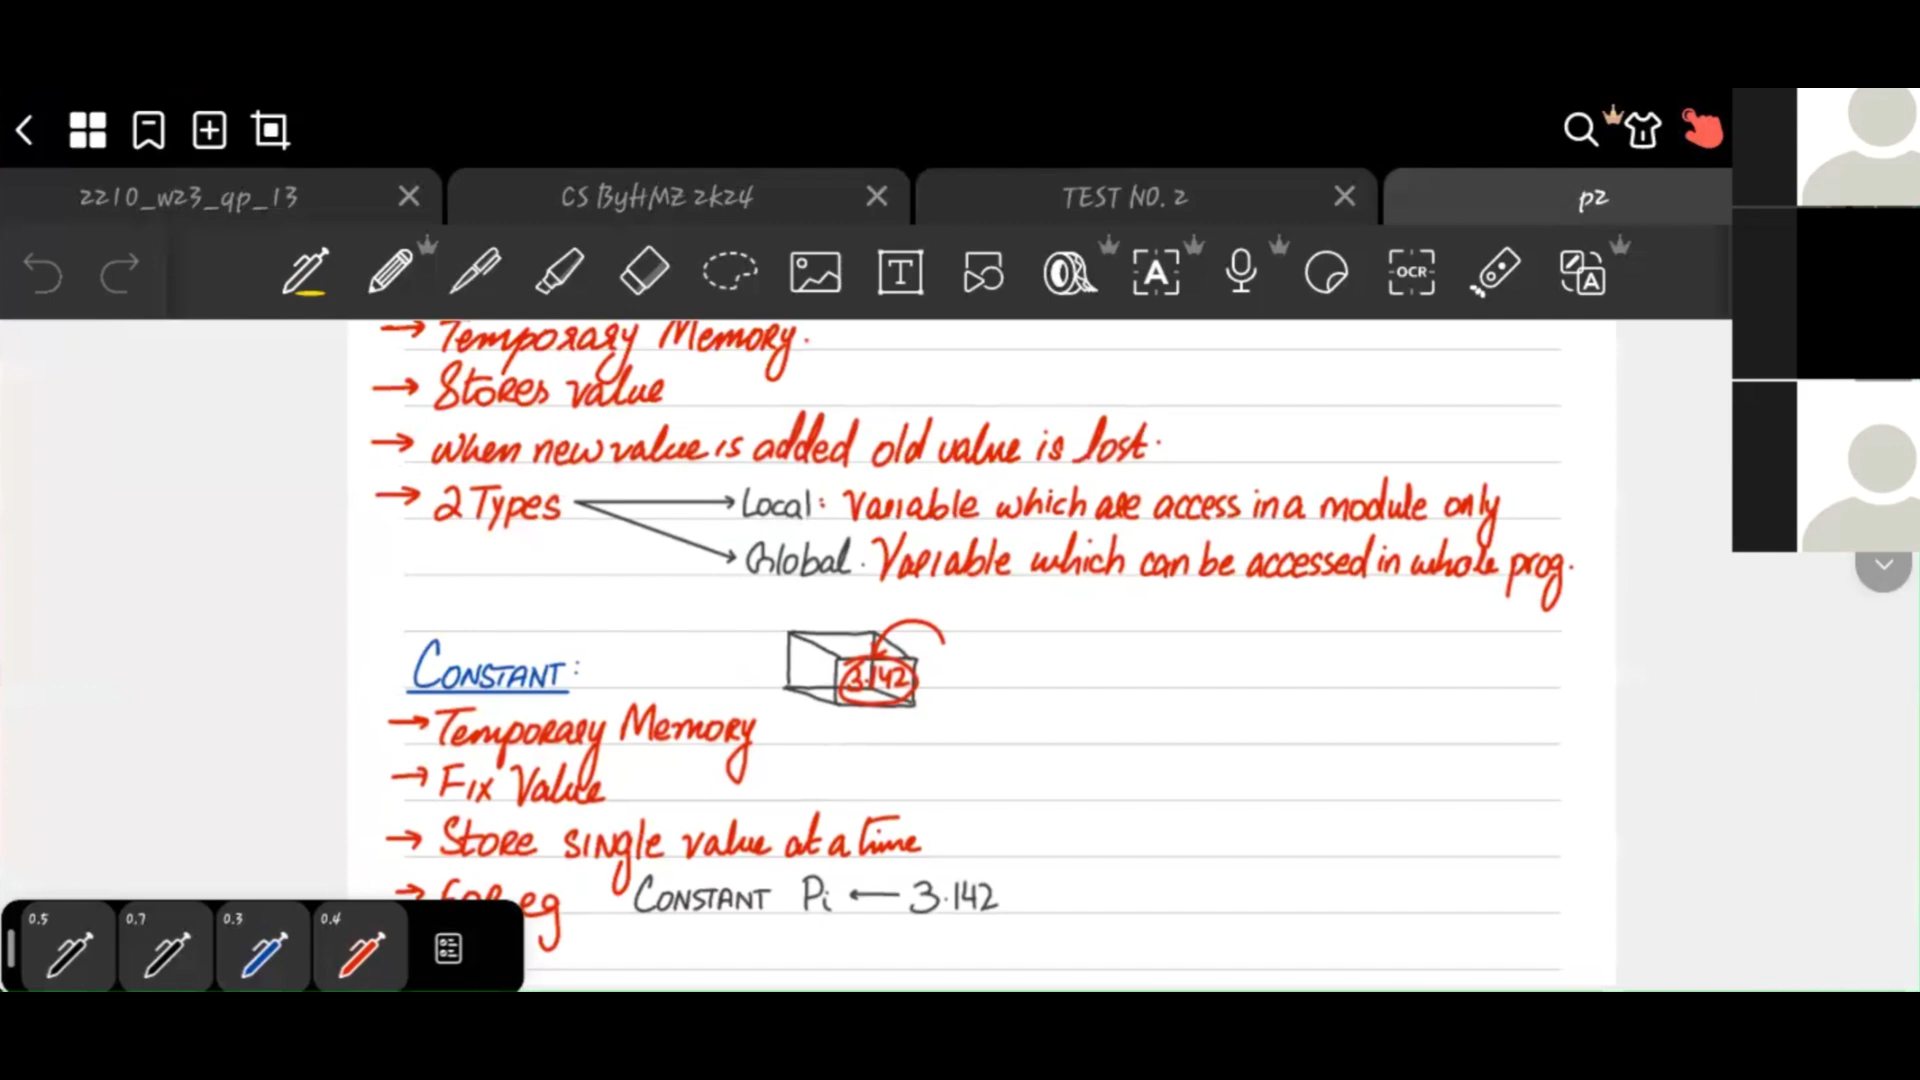 2210_w23_qp_13
CS ByHMZ 2k24
TEST NO. 2
p2
T
A
OCR
A
→ Temporary Memory.
→ Stores value
→ when new value is added old value is lost.
→ 2 Types → Local: Variable which are access in a module only
→ Global. Variable which can be accessed in whole prog.
CONSTANT:
3.142
→ Temporary Memory
→ Fix Value
→ Store single value at a time
→ For eg CONSTANT Pi ← 3.142
0.5 0.7 0.3 0.4